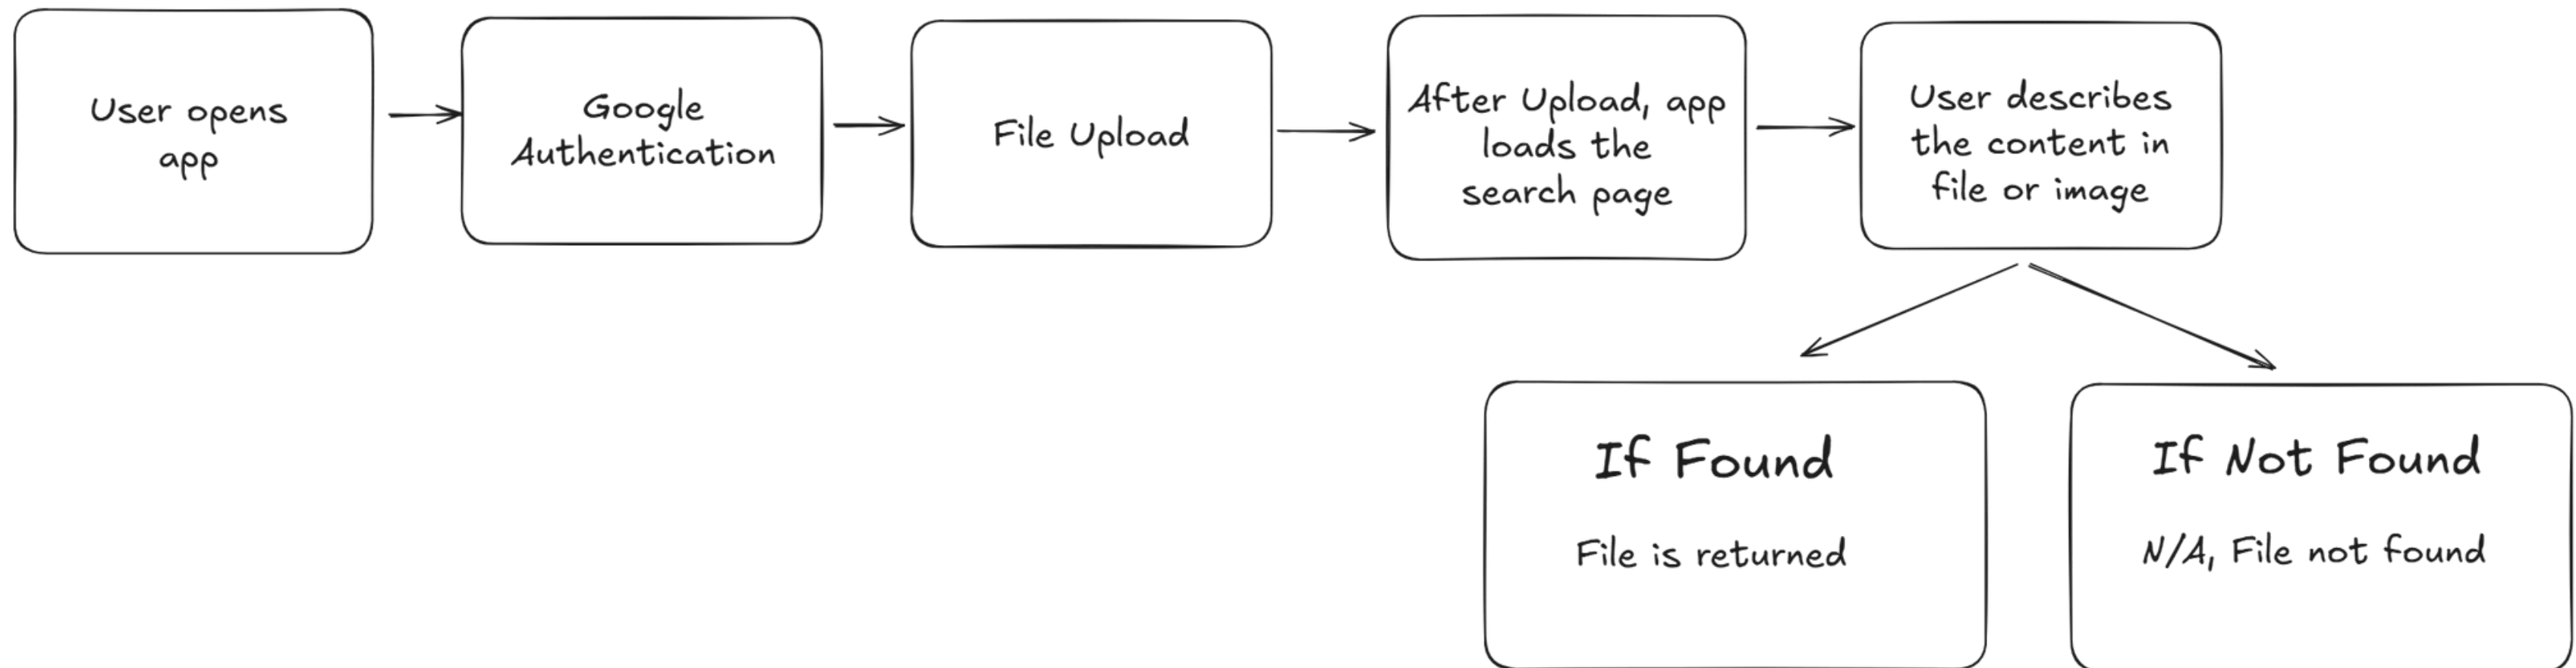 User opens
app
Google
Authentication
File Upload
After Upload, app
loads the
search page
User describes
the content in
file or image
If Found
File is returned
If Not Found
N/A, File not found